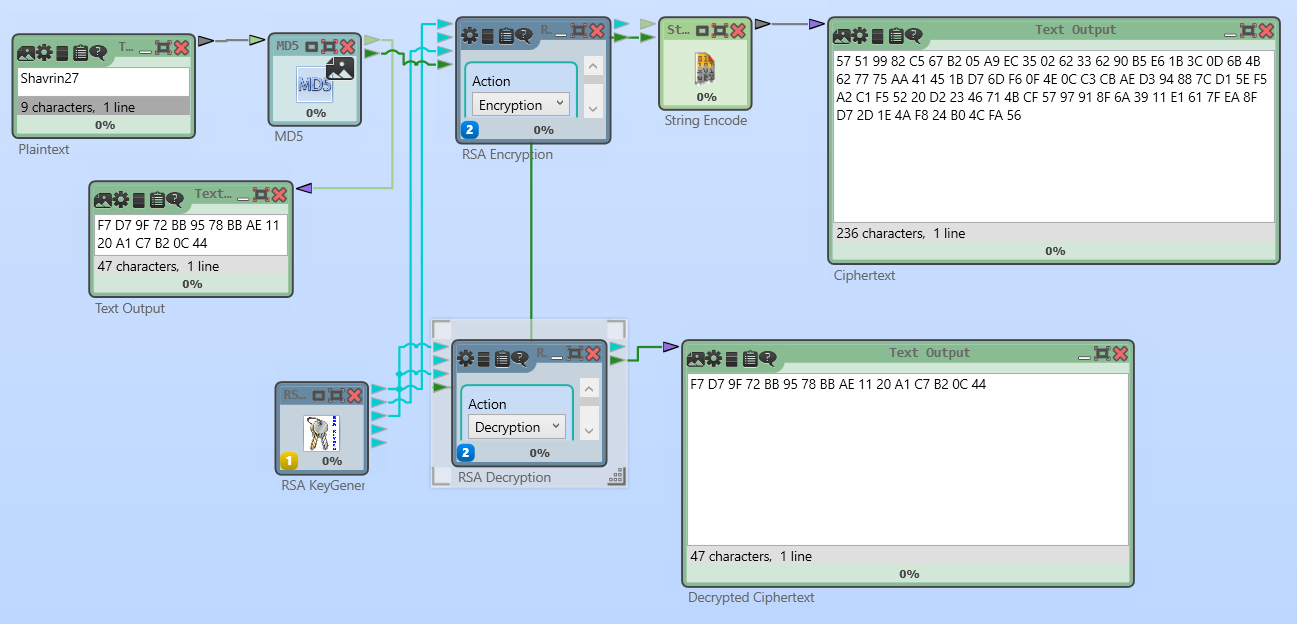 T...
Shavrin27
9 characters, 1 line
0%
Plaintext
MD5
MD5
0%
MD5
R...
Action
Encryption
2
0%
RSA Encryption
St...
0%
String Encode
Text Output
57 51 99 82 C5 67 B2 05 A9 EC 35 02 62 33 62 90 B5 E6 1B 3C 0D 6B 4B
62 77 75 AA 41 45 1B D7 6D F6 0F 4E 0C C3 CB AE D3 94 88 7C D1 5E F5
A2 C1 F5 52 20 D2 23 46 71 4B CF 57 97 91 8F 6A 39 11 E1 61 7F EA 8F
D7 2D 1E 4A F8 24 B0 4C FA 56
236 characters, 1 line
0%
Ciphertext
Text...
F7 D7 9F 72 BB 95 78 BB AE 11
20 A1 C7 B2 0C 44
47 characters, 1 line
0%
Text Output
RS...
1
0%
RSA KeyGener
R...
Action
Decryption
2
0%
RSA Decryption
Text Output
F7 D7 9F 72 BB 95 78 BB AE 11 20 A1 C7 B2 0C 44
47 characters, 1 line
0%
Decrypted Ciphertext